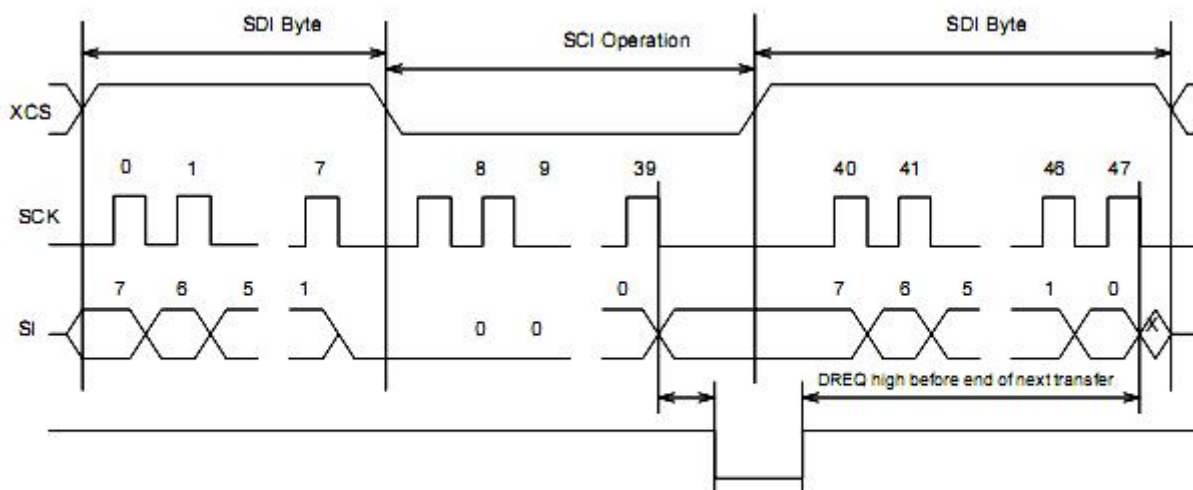 SDI Byte SCI Operation SDI Byte
XCS
0 1 7 8 9 39 40 41 46 47
SCK
7 6 5 1 0 7 6 5 1 0
SI 0 0 X
DREQ high before end of next transfer